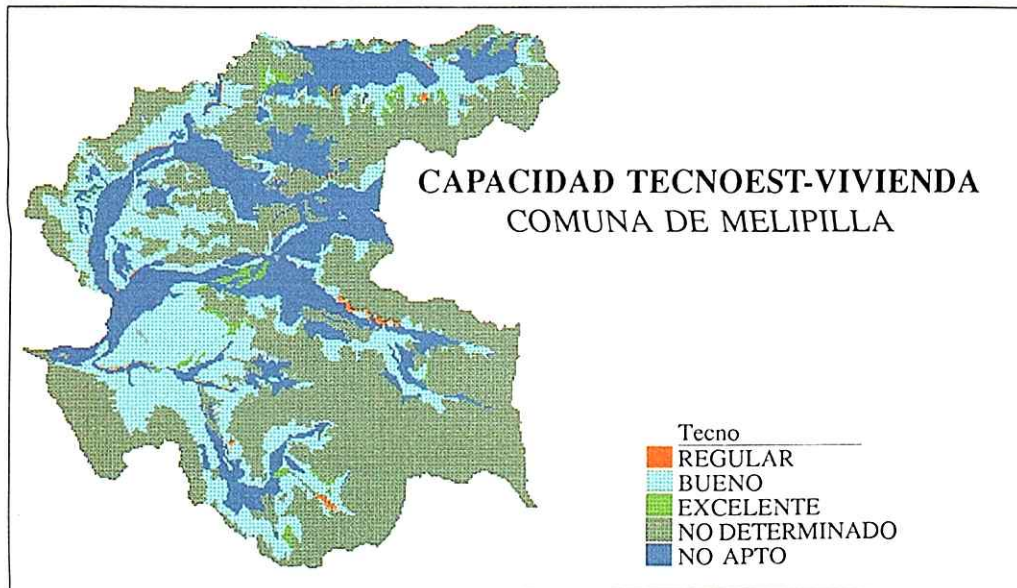 CAPACIDAD TECNOEST-VIVIENDA
COMUNA DE MELIPILLA
Tecno
REGULAR
BUENO
EXCELENTE
NO DETERMINADO
NO APTO